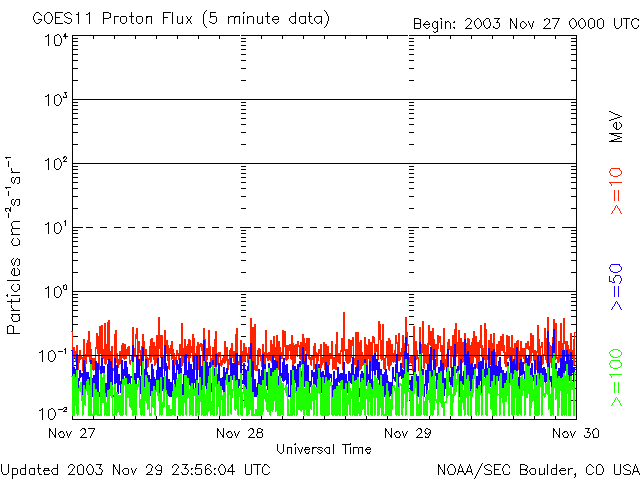 GOES11 Proton Flux (5 minute data)
Begin: 2003 Nov 27 0000 UTC
10⁴
10³
10²
10¹
10⁰
10⁻¹
10⁻²
Particles cm⁻²s⁻¹sr⁻¹
MeV
>=10
>=50
>=100
Nov 27
Nov 28
Nov 29
Nov 30
Universal Time
Updated 2003 Nov 29 23:56:04 UTC
NOAA/SEC Boulder, CO USA